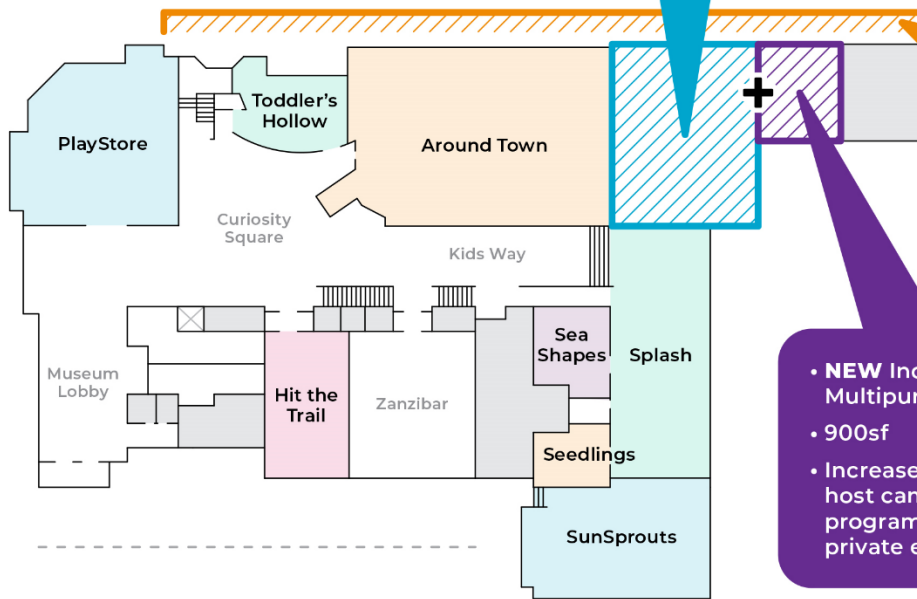 PlayStore
Toddler's
Hollow
Around Town
Curiosity
Square
Kids Way
Museum
Lobby
Hit the
Trail
Zanzibar
Sea
Shapes
Splash
Seedlings
SunSprouts
• NEW
Multipur
• 900sf
• Increase
host
program
private